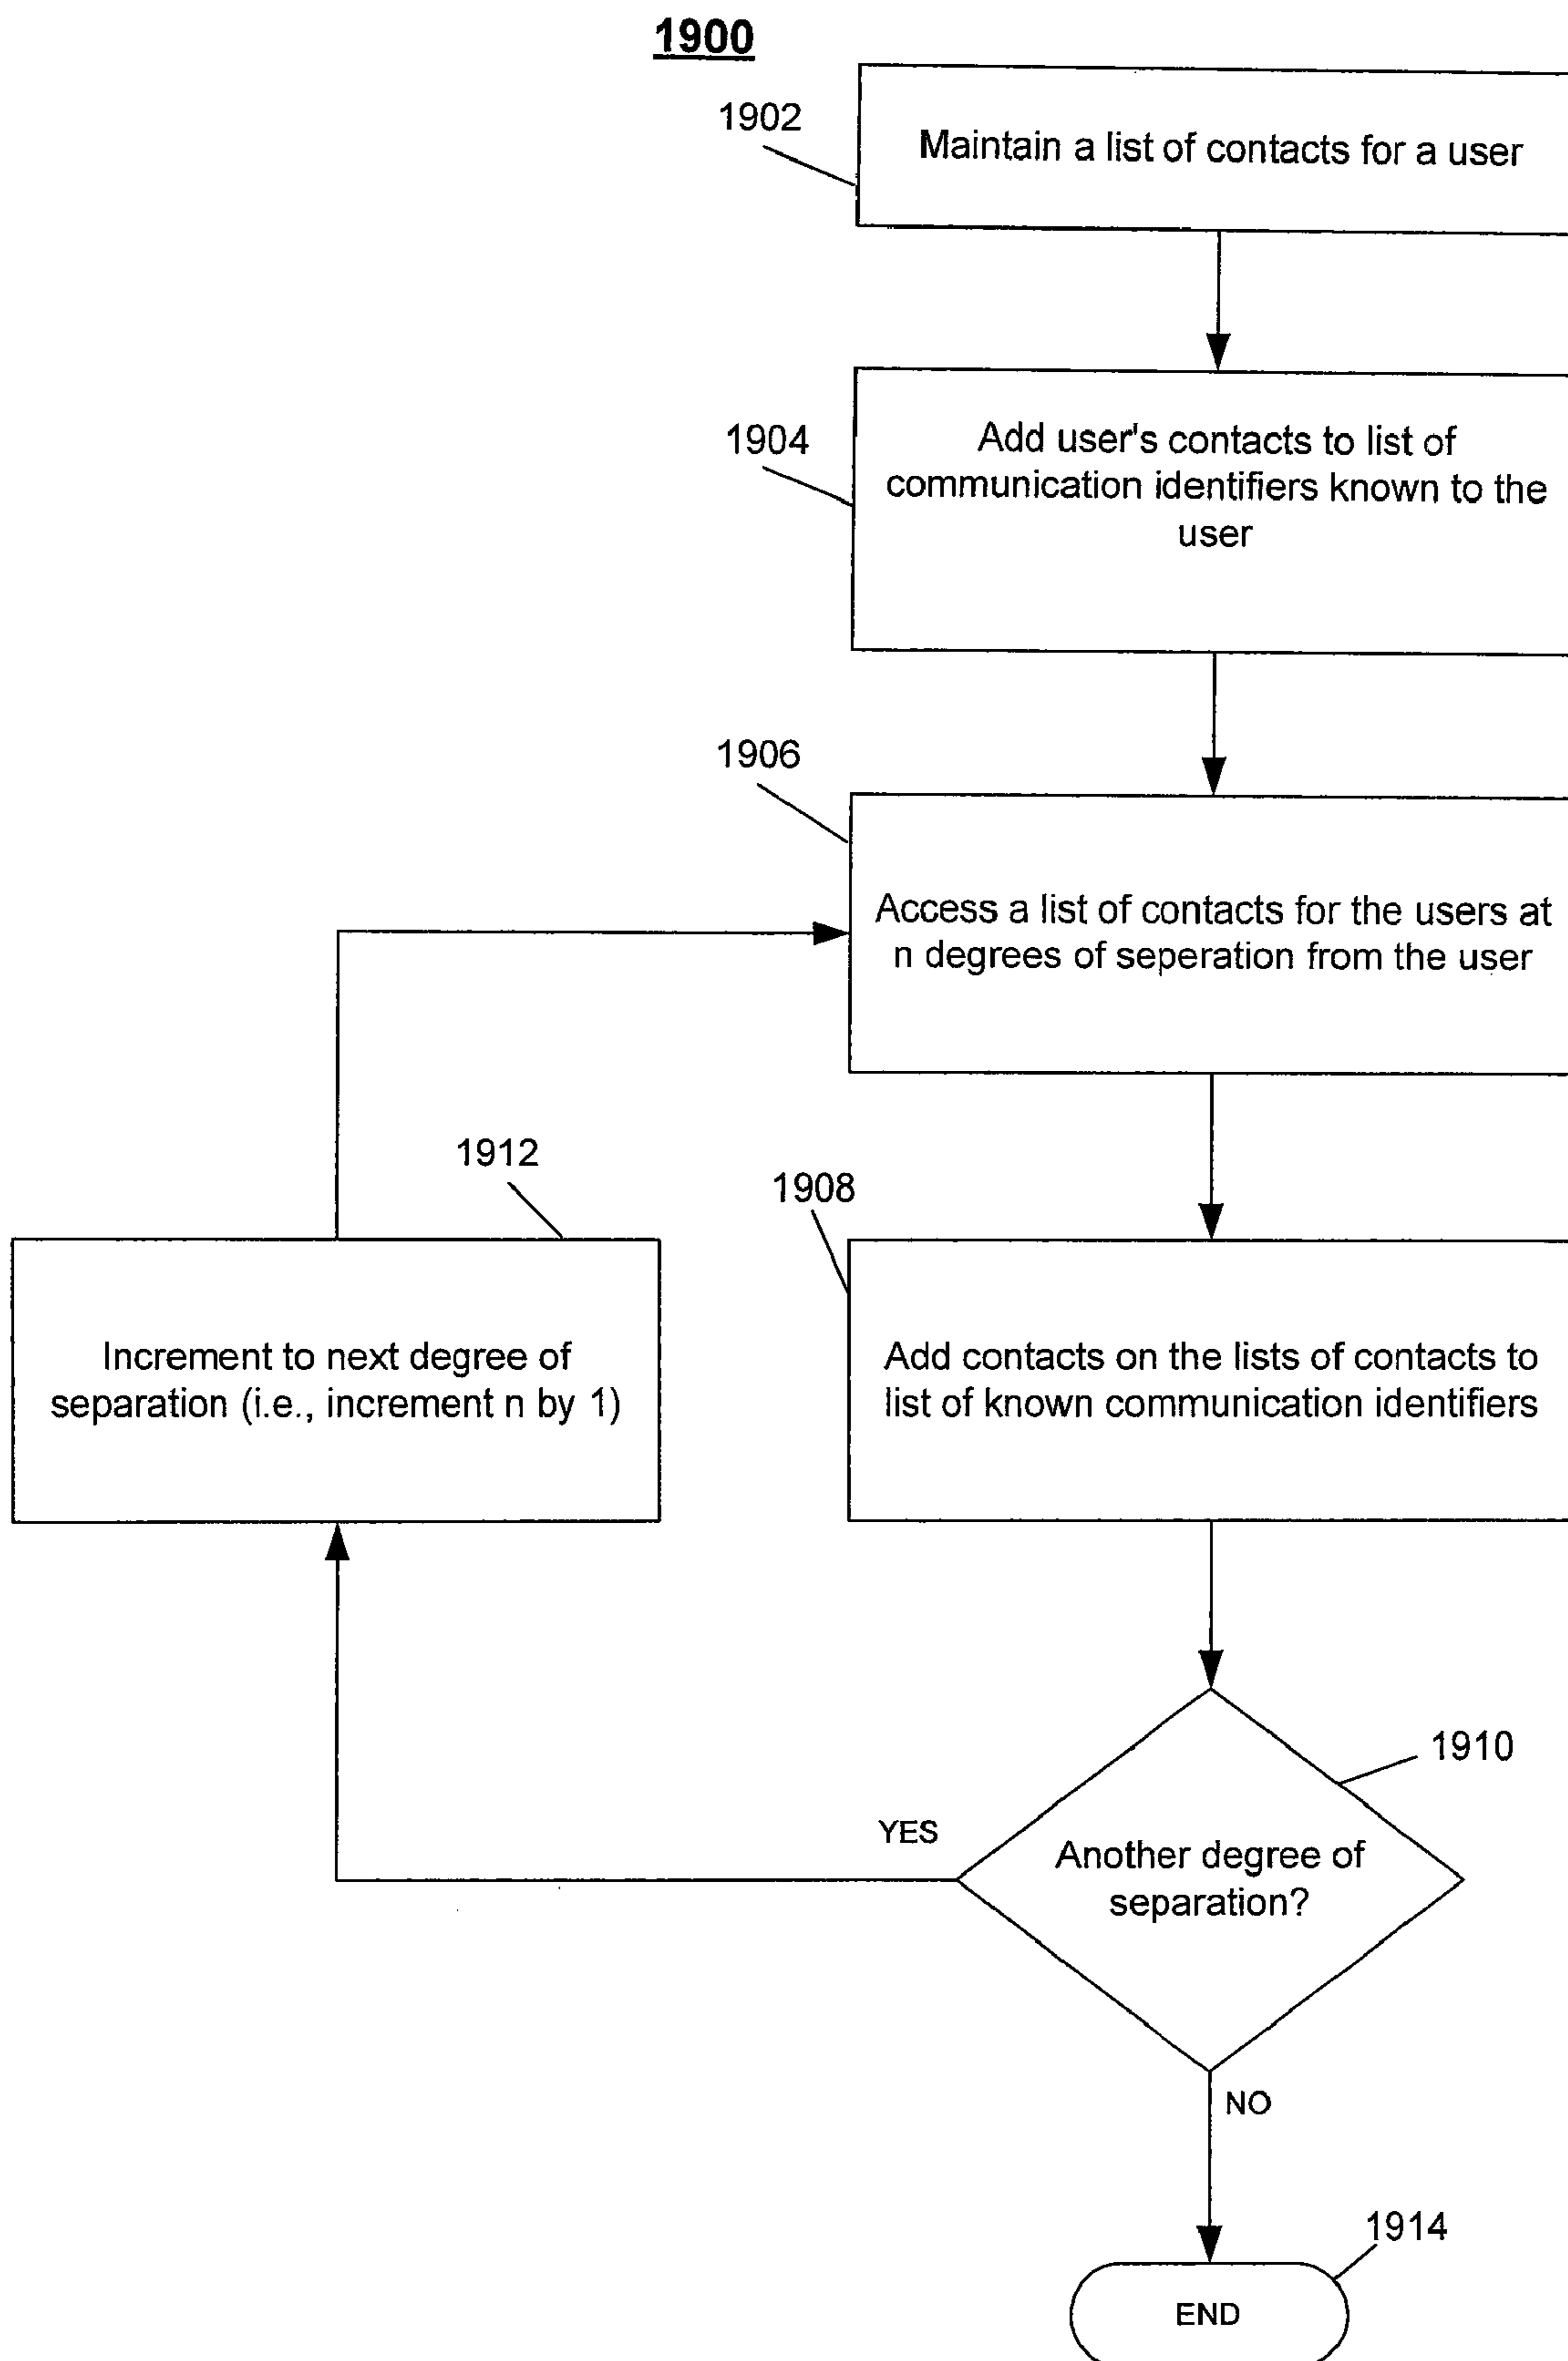 1900
1902
Maintain a list of contacts for a user
1904
Add user's contacts to list of
communication identifiers known to the
user
1906
Access a list of contacts for the users at
n degrees of seperation from the user
1912
1908
Increment to next degree of
separation (i.e., increment n by 1)
Add contacts on the lists of contacts to
list of known communication identifiers
1910
YES
Another degree of
separation?
NO
1914
END